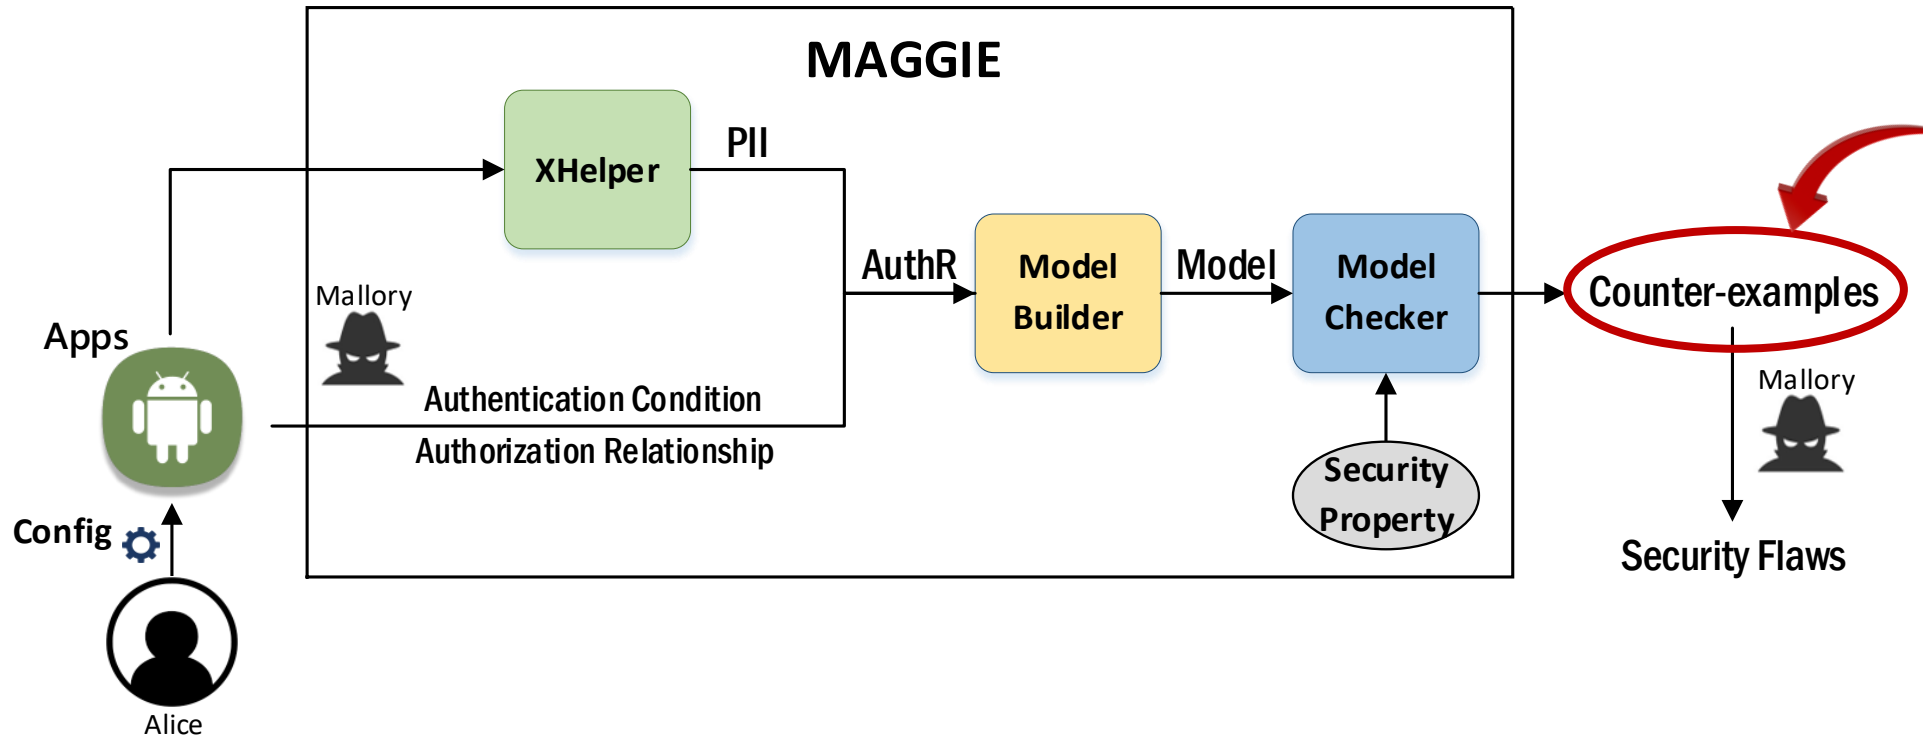 MAGGIE
XHelper
PII
Mallory
Apps
Authentication Condition
Authorization Relationship
AuthR
Model
Builder
Model
Model
Checker
Counter-examples
Mallory
Security
Property
Security Flaws
Config
Alice